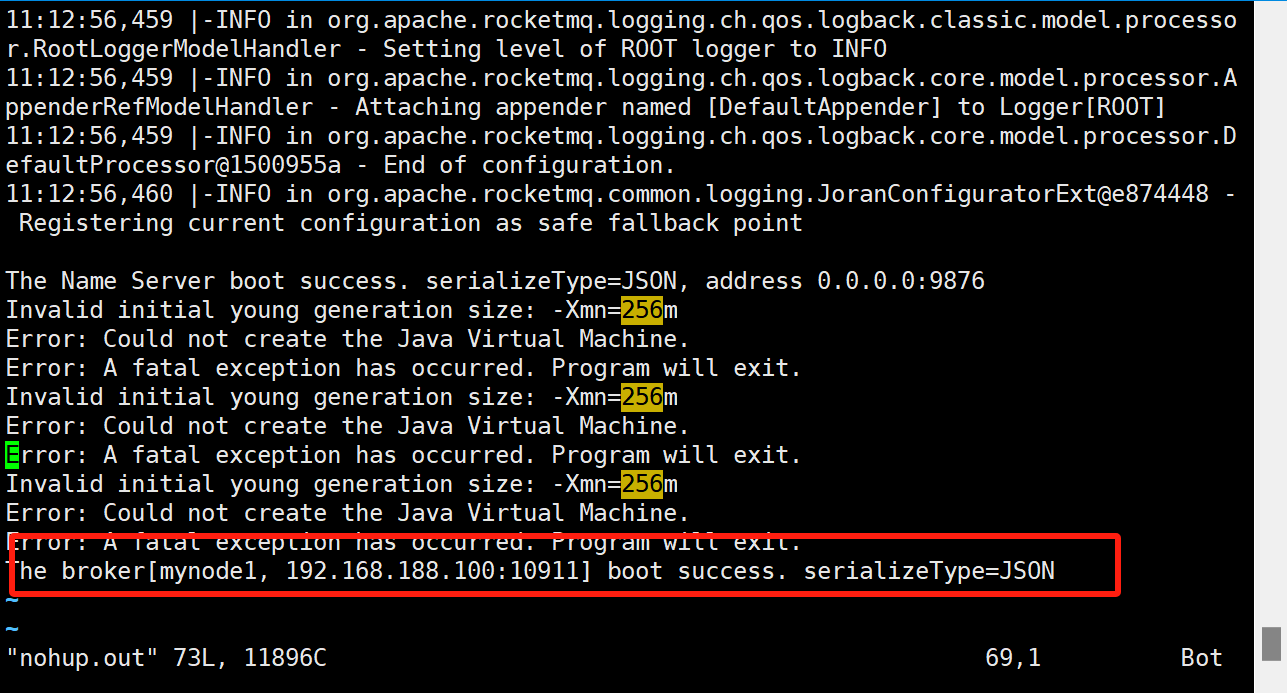 11:12:56,459 |-INFO in org.apache.rocketmq.logging.ch.qos.logback.classic.model.processo
r.RootLoggerModelHandler - Setting level of ROOT logger to INFO
11:12:56,459 |-INFO in org.apache.rocketmq.logging.ch.qos.logback.core.model.processor.A
ppenderRefModelHandler - Attaching appender named [DefaultAppender] to Logger[ROOT]
11:12:56,459 |-INFO in org.apache.rocketmq.logging.ch.qos.logback.core.model.processor.D
efaultProcessor@1500955a - End of configuration.
11:12:56,460 |-INFO in org.apache.rocketmq.common.logging.JoranConfiguratorExt@e874448 -
 Registering current configuration as safe fallback point

The Name Server boot success. serializeType=JSON, address 0.0.0.0:9876
Invalid initial young generation size: -Xmn=256m
Error: Could not create the Java Virtual Machine.
Error: A fatal exception has occurred. Program will exit.
Invalid initial young generation size: -Xmn=256m
Error: Could not create the Java Virtual Machine.
Error: A fatal exception has occurred. Program will exit.
Invalid initial young generation size: -Xmn=256m
Error: Could not create the Java Virtual Machine.
Error: A fatal exception has occurred. Program will exit.
The broker[mynode1, 192.168.188.100:10911] boot success. serializeType=JSON
~
~
"nohup.out" 73L, 11896C 69,1 Bot